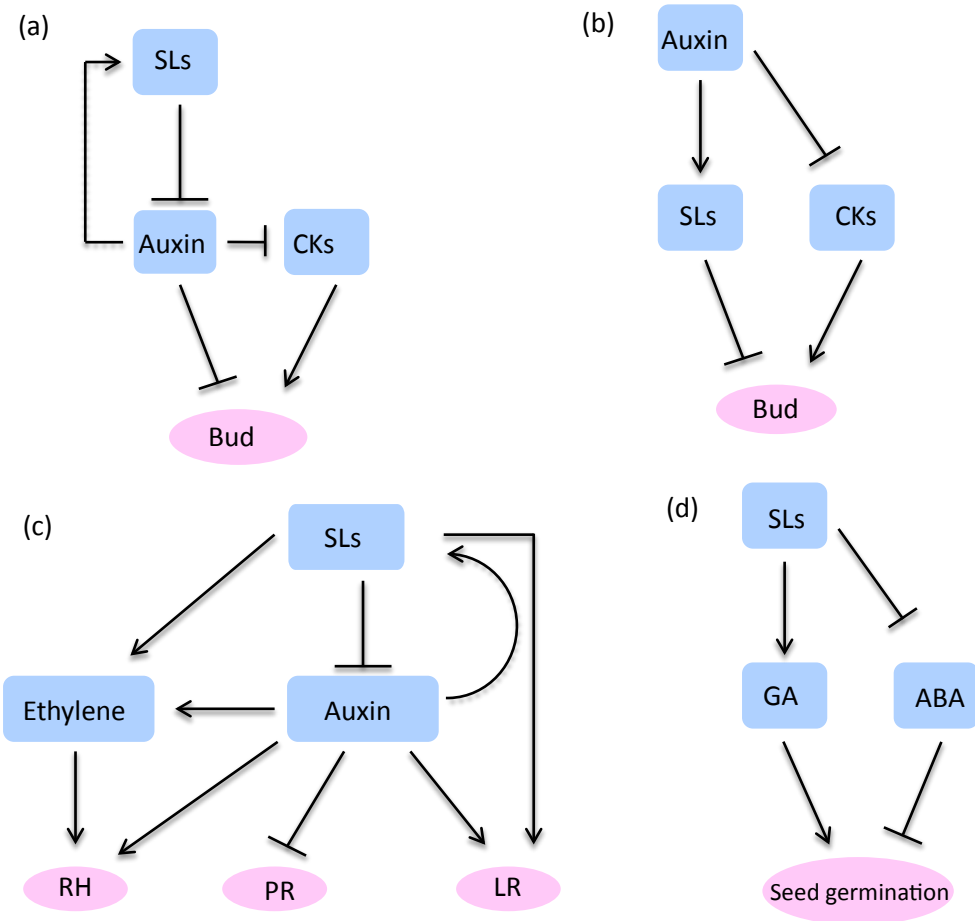 (a)
SLs
Auxin
CKs
Bud
(b)
Auxin
SLs
CKs
Bud
(c)
SLs
Ethylene
Auxin
RH
PR
LR
(d)
SLs
GA
ABA
Seed germination